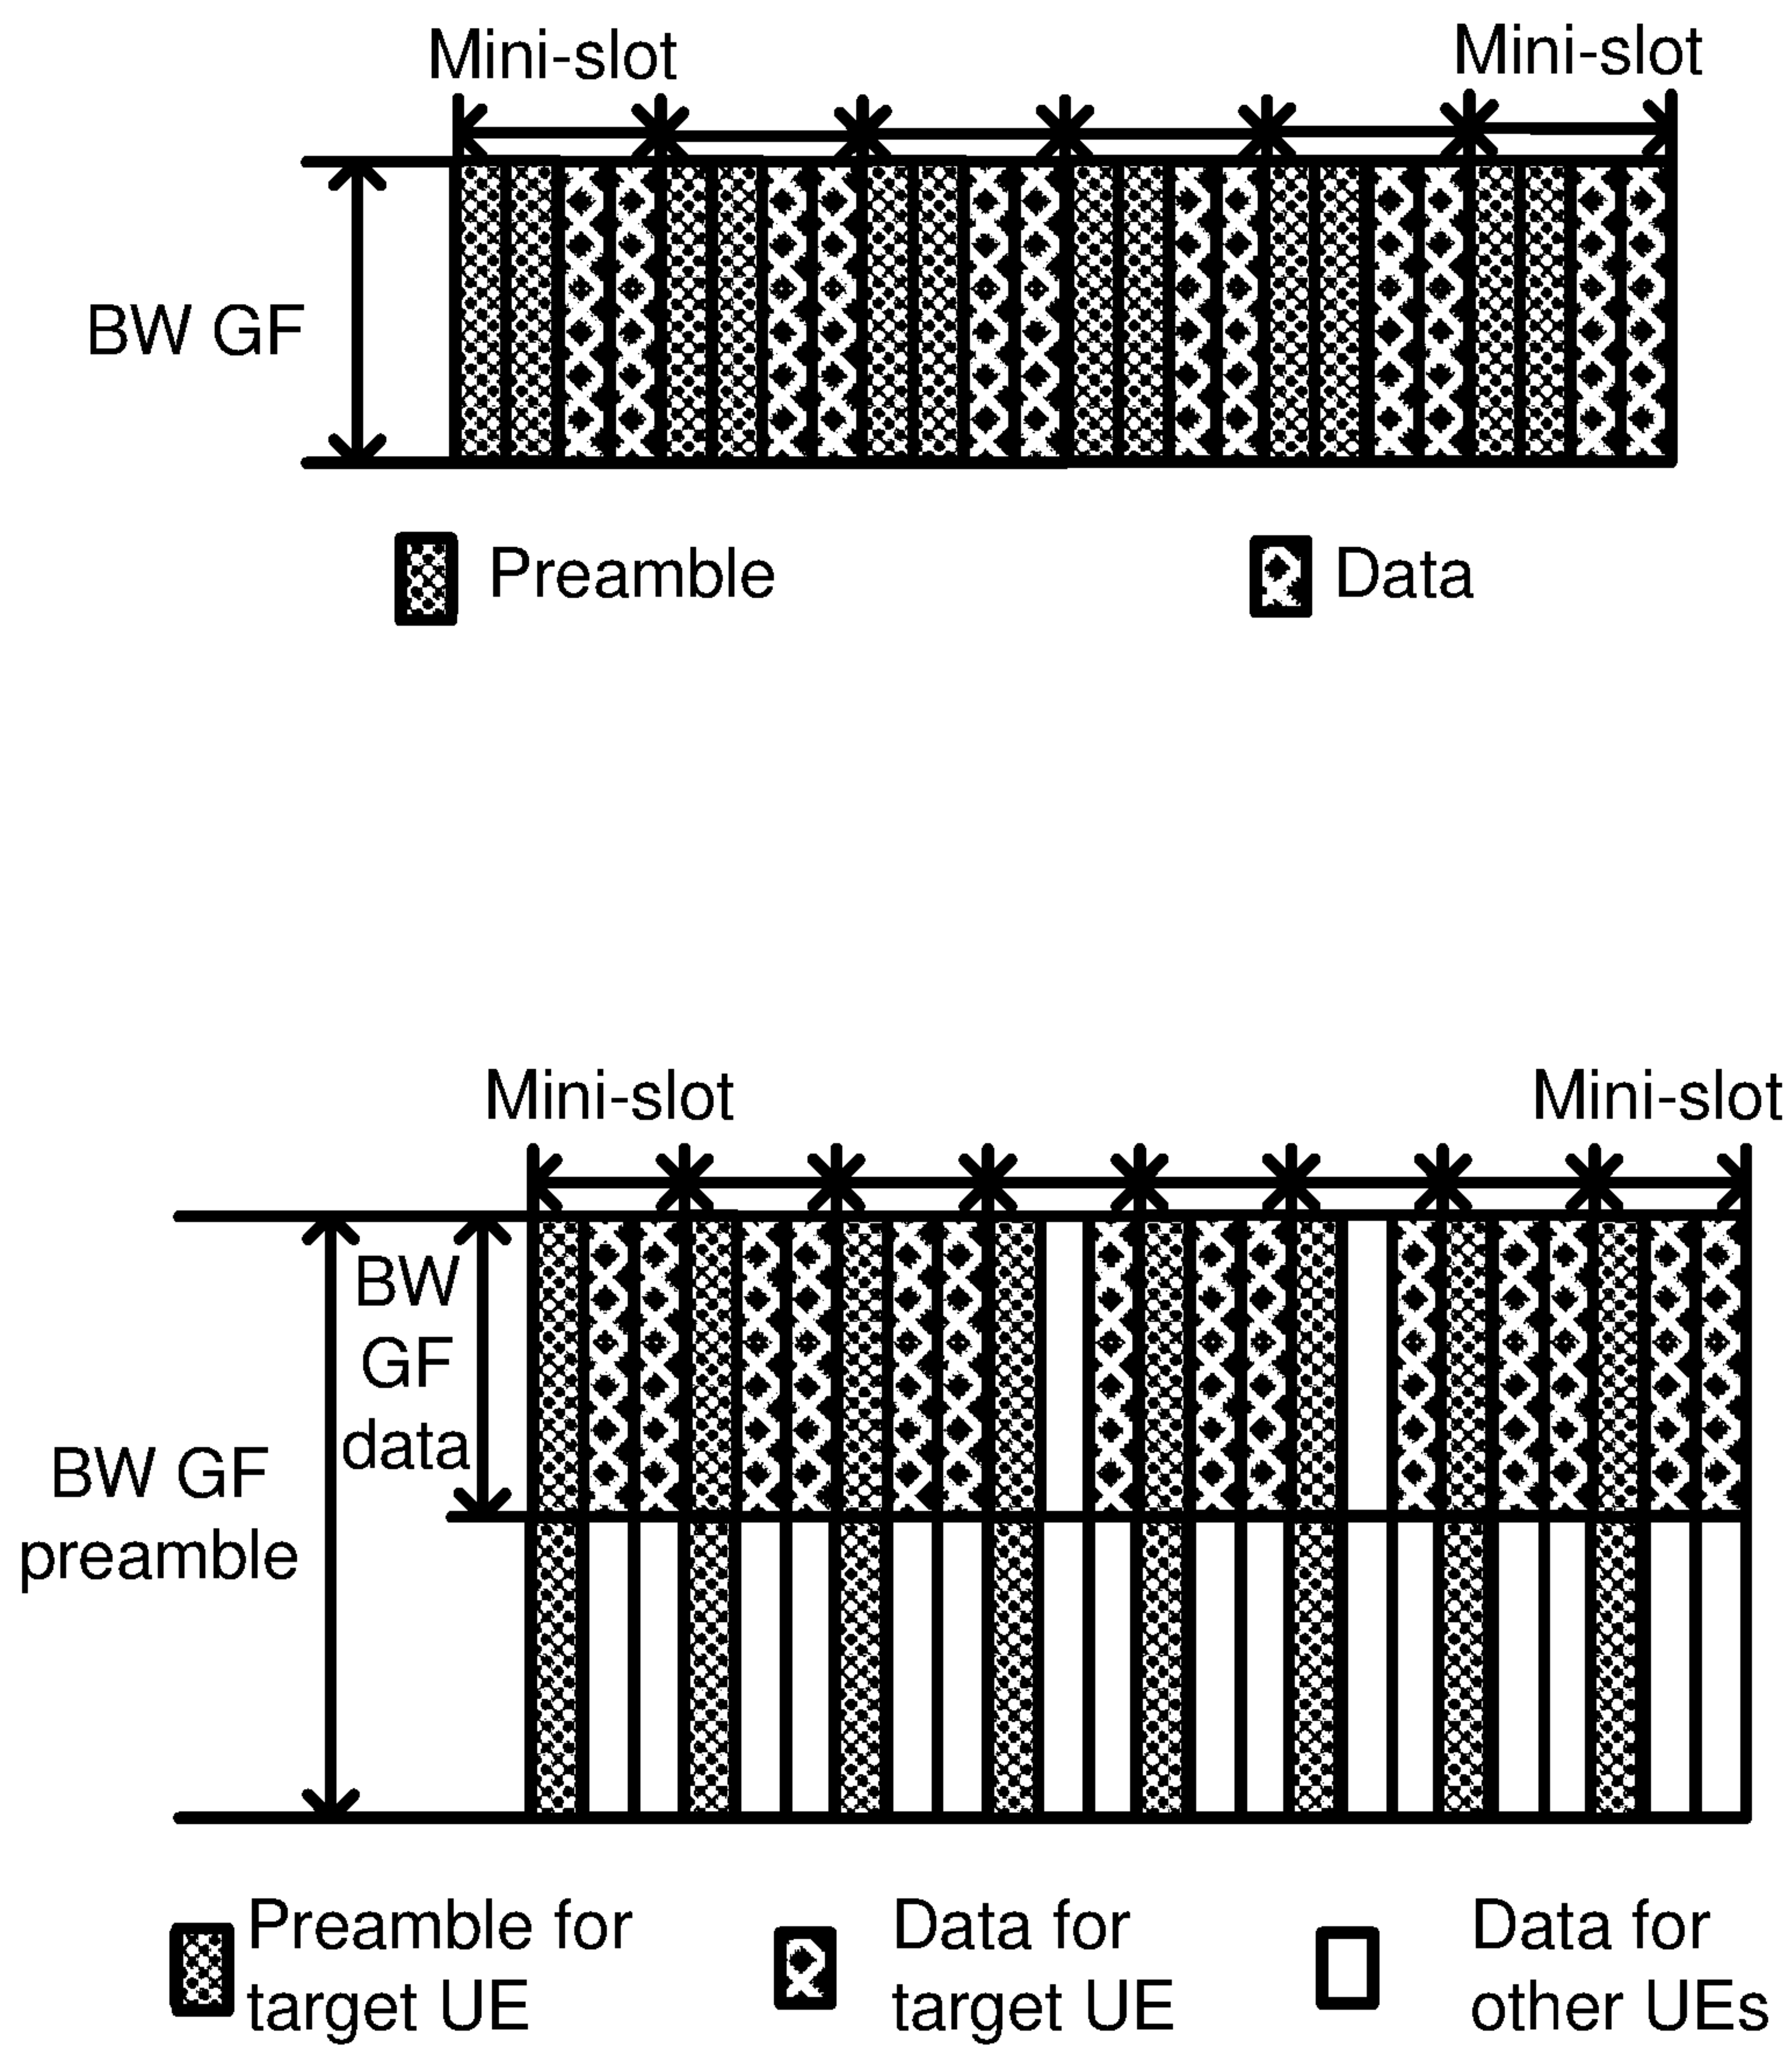 Mini-slot
Mini-slot
BW GF
Preamble
Data
Mini-slot
Mini-slot
BW
GF
data
BW GF
preamble
Preamble for
target UE
Data for
target UE
Data for
other UEs